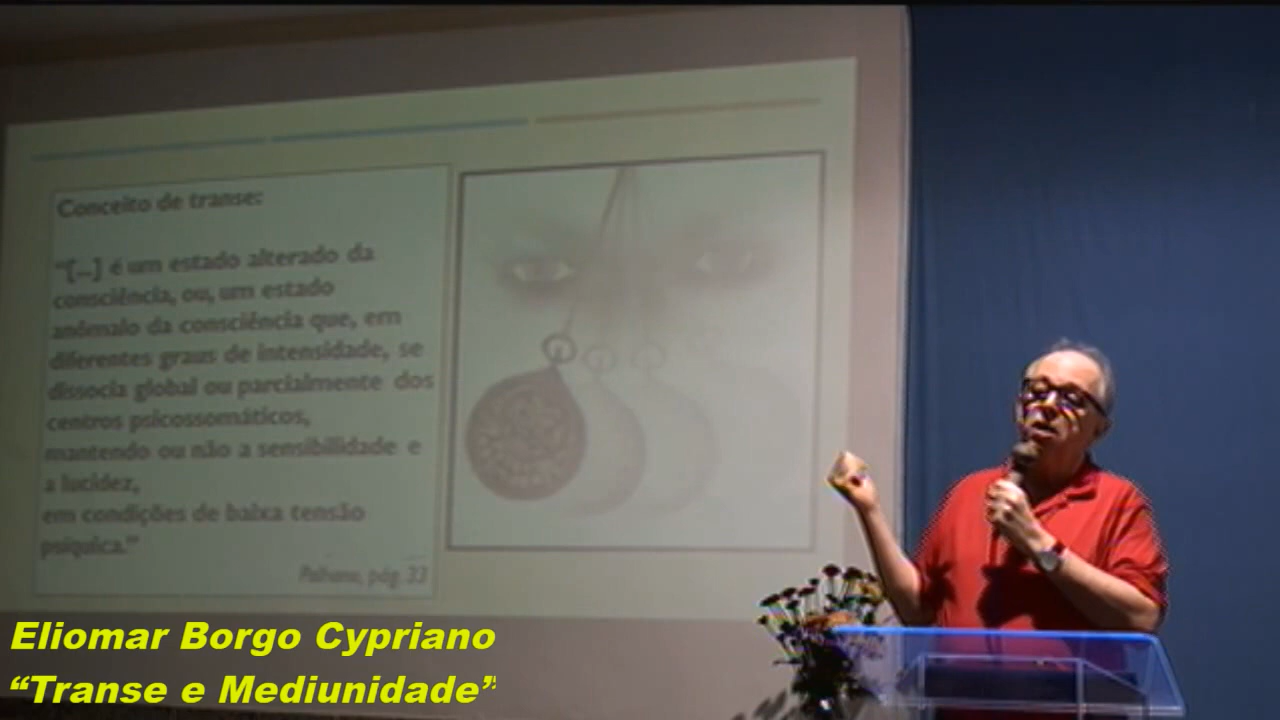 Conceito de transe:
"[...] é um estado alterado da
consciência, ou, um estado
anômalo da consciência que, em
diferentes graus de intensidade, se
dissocia global ou parcialmente dos
centros psicossomáticos,
mantendo ou não a sensibilidade e
a lucidez,
em condições de baixa tensão
psíquica."
Palhano, pág. 33
Eliomar Borgo Cypriano
“Transe e Mediunidade”